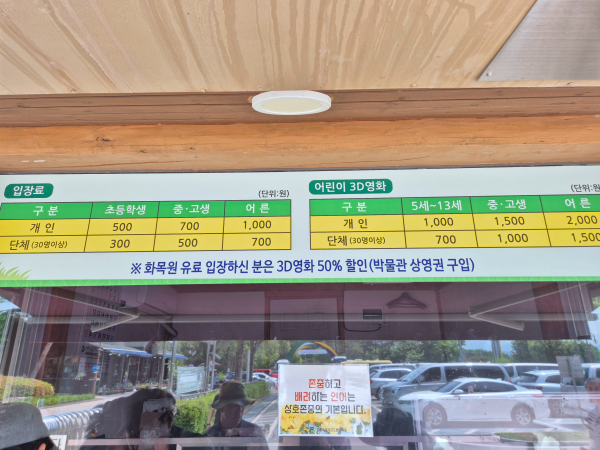 입장료
(단위:원)
구 분 초등학생 중·고생 어 른
개 인 500 700 1,000
단체 (30명이상) 300 500 700
어린이 3D영화
(단위:원
구 분 5세~13세 중·고생 어 른
개 인 1,000 1,500 2,000
단체 (30명이상) 700 1,000 1,500
※ 화목원 유료 입장하신 분은 3D영화 50% 할인(박물관 상영권 구입)
존중하고
배려하는 언어는
상호존중의 기본입니다.